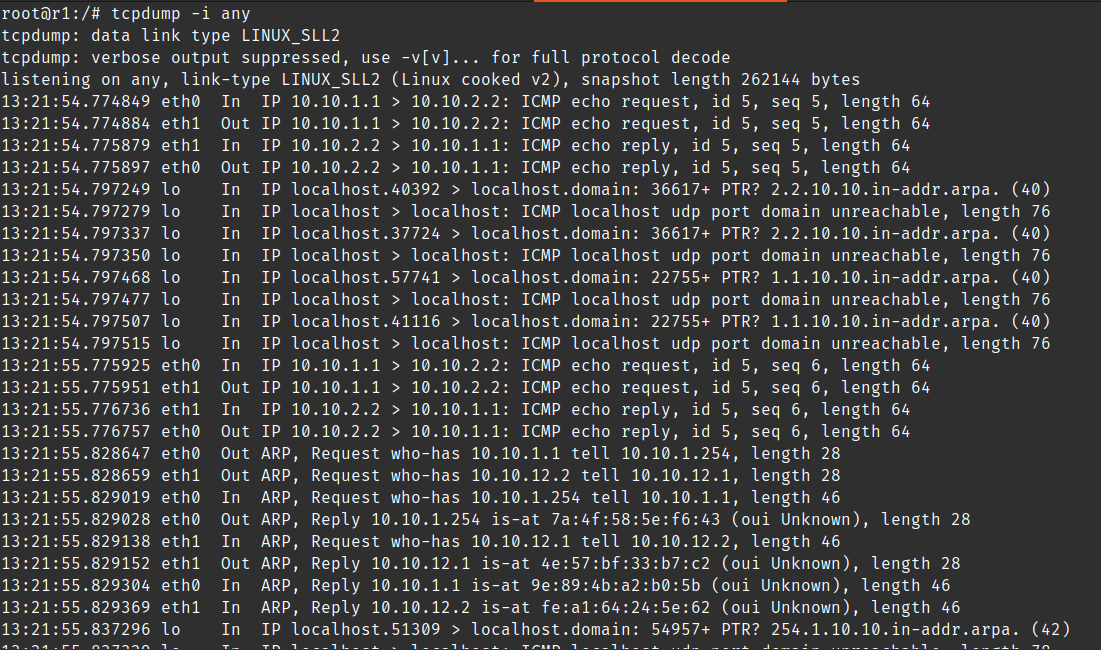 root@r1:/# tcpdump -i any
tcpdump: data link type LINUX_SLL2
tcpdump: verbose output suppressed, use -v[v]... for full protocol decode
listening on any, link-type LINUX_SLL2 (Linux cooked v2), snapshot length 262144 bytes
13:21:54.774849 eth0  In  IP 10.10.1.1 > 10.10.2.2: ICMP echo request, id 5, seq 5, length 64
13:21:54.774884 eth1  Out IP 10.10.1.1 > 10.10.2.2: ICMP echo request, id 5, seq 5, length 64
13:21:54.775879 eth1  In  IP 10.10.2.2 > 10.10.1.1: ICMP echo reply, id 5, seq 5, length 64
13:21:54.775897 eth0  Out IP 10.10.2.2 > 10.10.1.1: ICMP echo reply, id 5, seq 5, length 64
13:21:54.797249 lo    In  IP localhost.40392 > localhost.domain: 36617+ PTR? 2.2.10.10.in-addr.arpa. (40)
13:21:54.797279 lo    In  IP localhost > localhost: ICMP localhost udp port domain unreachable, length 76
13:21:54.797337 lo    In  IP localhost.37724 > localhost.domain: 36617+ PTR? 2.2.10.10.in-addr.arpa. (40)
13:21:54.797350 lo    In  IP localhost > localhost: ICMP localhost udp port domain unreachable, length 76
13:21:54.797468 lo    In  IP localhost.57741 > localhost.domain: 22755+ PTR? 1.1.10.10.in-addr.arpa. (40)
13:21:54.797477 lo    In  IP localhost > localhost: ICMP localhost udp port domain unreachable, length 76
13:21:54.797507 lo    In  IP localhost.41116 > localhost.domain: 22755+ PTR? 1.1.10.10.in-addr.arpa. (40)
13:21:54.797515 lo    In  IP localhost > localhost: ICMP localhost udp port domain unreachable, length 76
13:21:55.775925 eth0  In  IP 10.10.1.1 > 10.10.2.2: ICMP echo request, id 5, seq 6, length 64
13:21:55.775951 eth1  Out IP 10.10.1.1 > 10.10.2.2: ICMP echo request, id 5, seq 6, length 64
13:21:55.776736 eth1  In  IP 10.10.2.2 > 10.10.1.1: ICMP echo reply, id 5, seq 6, length 64
13:21:55.776757 eth0  Out IP 10.10.2.2 > 10.10.1.1: ICMP echo reply, id 5, seq 6, length 64
13:21:55.828647 eth0  Out ARP, Request who-has 10.10.1.1 tell 10.10.1.254, length 28
13:21:55.828659 eth1  Out ARP, Request who-has 10.10.12.2 tell 10.10.12.1, length 28
13:21:55.829019 eth0  In  ARP, Request who-has 10.10.1.254 tell 10.10.1.1, length 46
13:21:55.829028 eth0  Out ARP, Reply 10.10.1.254 is-at 7a:4f:58:5e:f6:43 (oui Unknown), length 28
13:21:55.829138 eth1  In  ARP, Request who-has 10.10.12.1 tell 10.10.12.2, length 46
13:21:55.829152 eth1  Out ARP, Reply 10.10.12.1 is-at 4e:57:bf:33:b7:c2 (oui Unknown), length 28
13:21:55.829304 eth0  In  ARP, Reply 10.10.1.1 is-at 9e:89:4b:a2:b0:5b (oui Unknown), length 46
13:21:55.829369 eth1  In  ARP, Reply 10.10.12.2 is-at fe:a1:64:24:5e:62 (oui Unknown), length 46
13:21:55.837296 lo    In  IP localhost.51309 > localhost.domain: 54957+ PTR? 254.1.10.10.in-addr.arpa. (42)